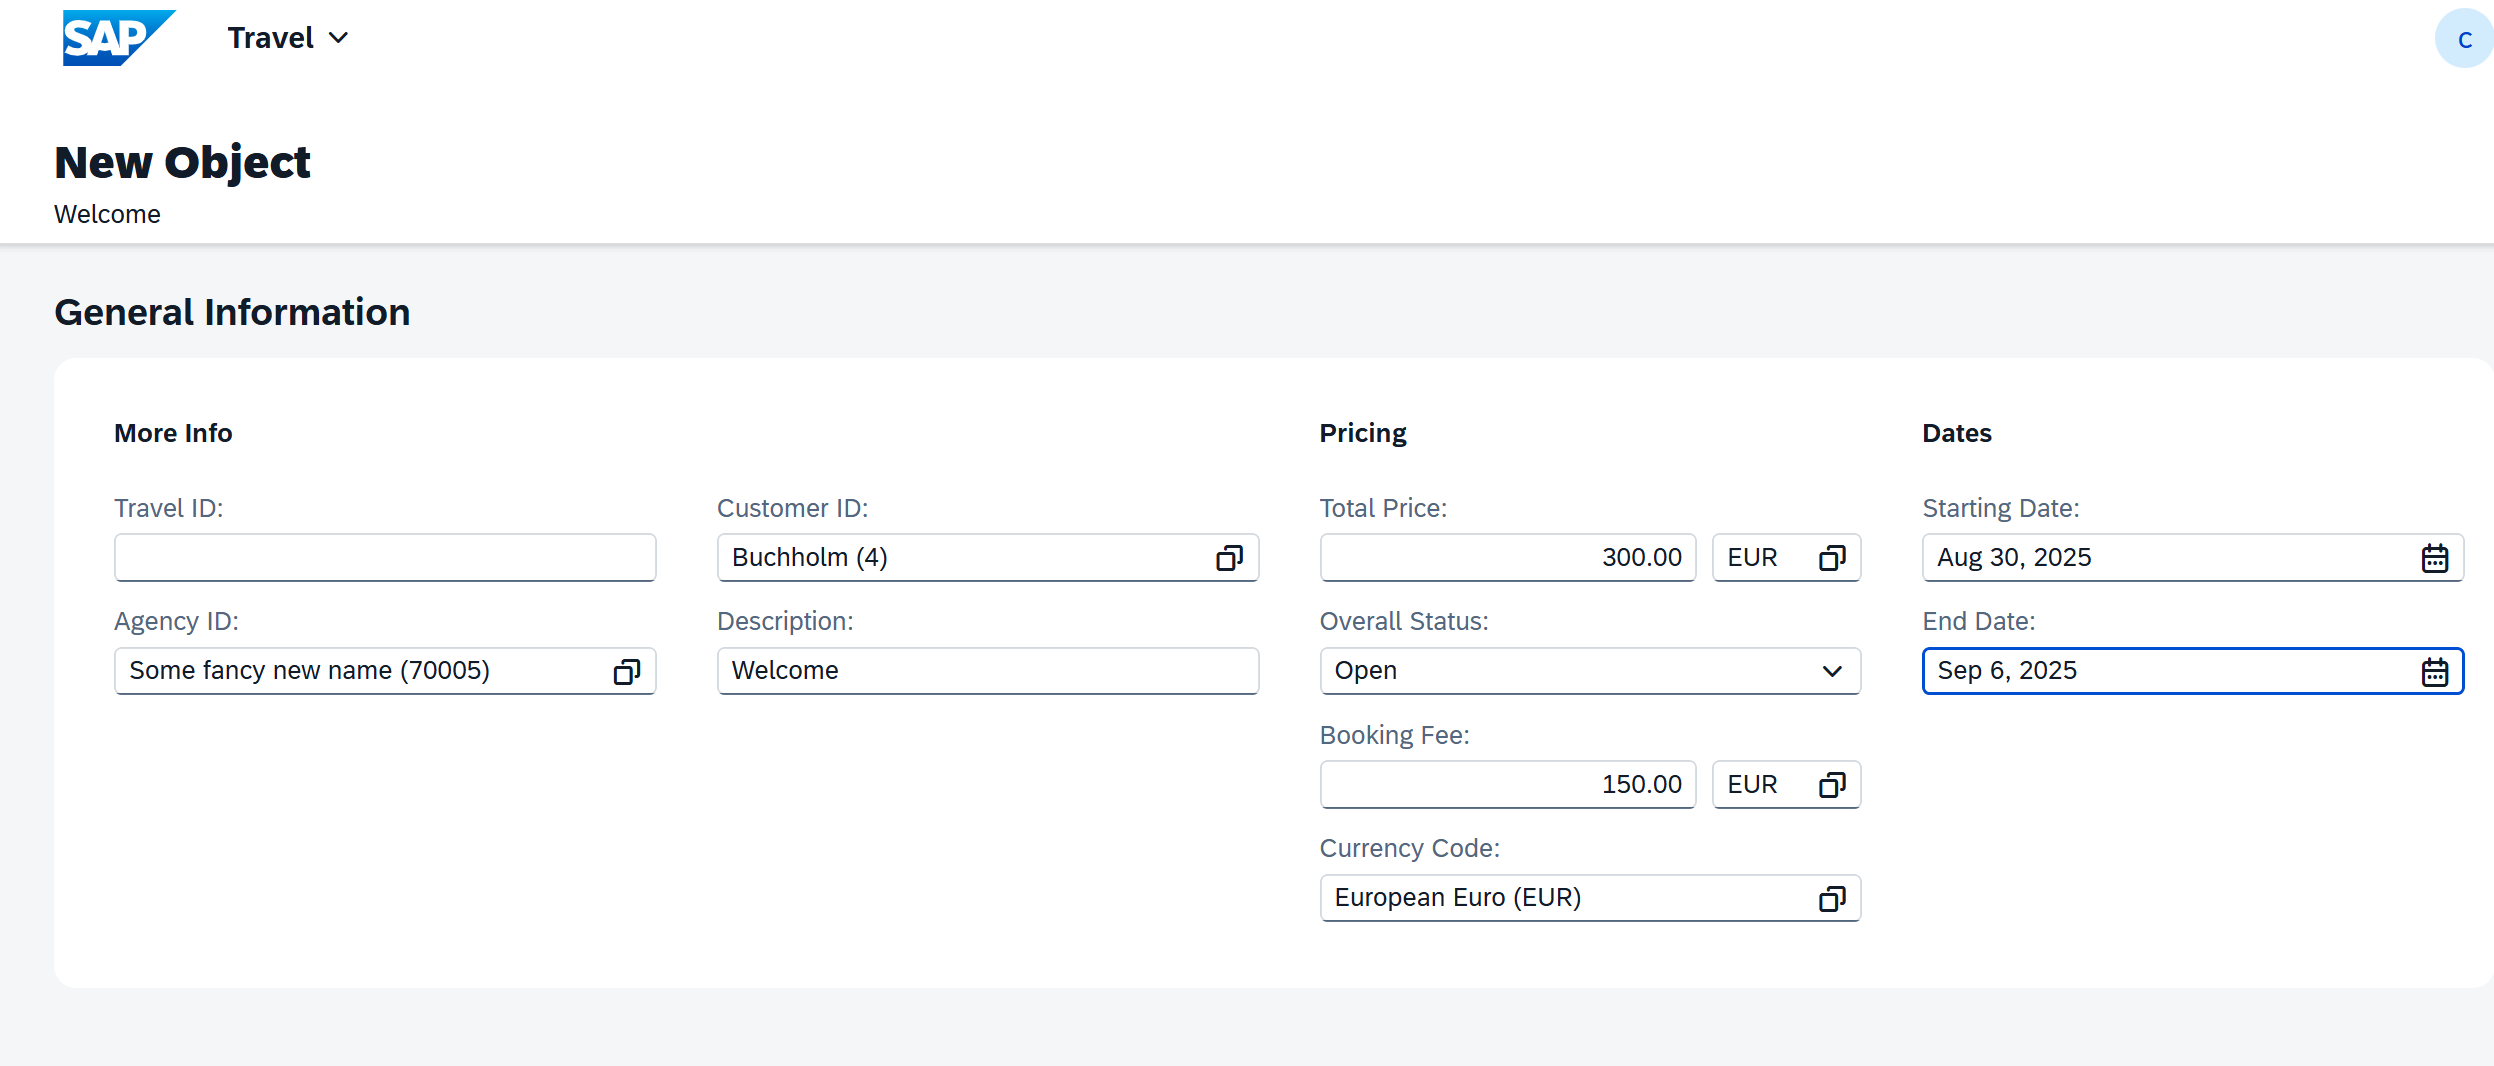 SAP
Travel
C
New Object
Welcome
General Information
More Info
Travel ID:
Agency ID:
Some fancy new name (70005)
Customer ID:
Buchholm (4)
Description:
Welcome
Pricing
Total Price:
300.00 EUR
Overall Status:
Open
Booking Fee:
150.00 EUR
Currency Code:
European Euro (EUR)
Dates
Starting Date:
Aug 30, 2025
End Date:
Sep 6, 2025